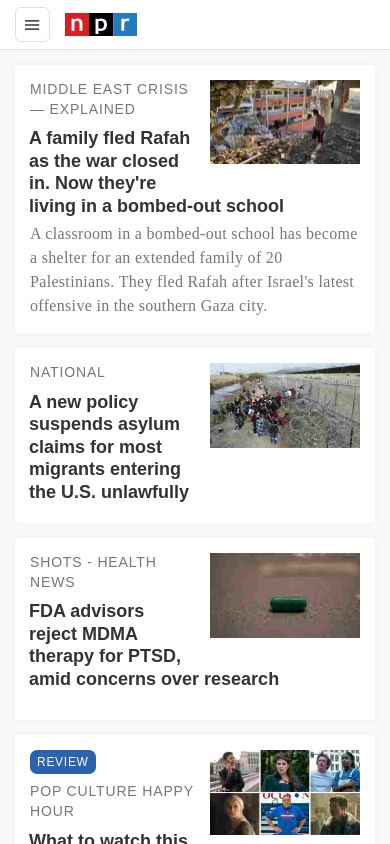 npr
MIDDLE EAST CRISIS
— EXPLAINED
A family fled Rafah
as the war closed
in. Now they're
living in a bombed-out school
A classroom in a bombed-out school has become
a shelter for an extended family of 20
Palestinians. They fled Rafah after Israel's latest
offensive in the southern Gaza city.
NATIONAL
A new policy
suspends asylum
claims for most
migrants entering
the U.S. unlawfully
SHOTS - HEALTH
NEWS
FDA advisors
reject MDMA
therapy for PTSD,
amid concerns over research
REVIEW
POP CULTURE HAPPY
HOUR
What to watch this